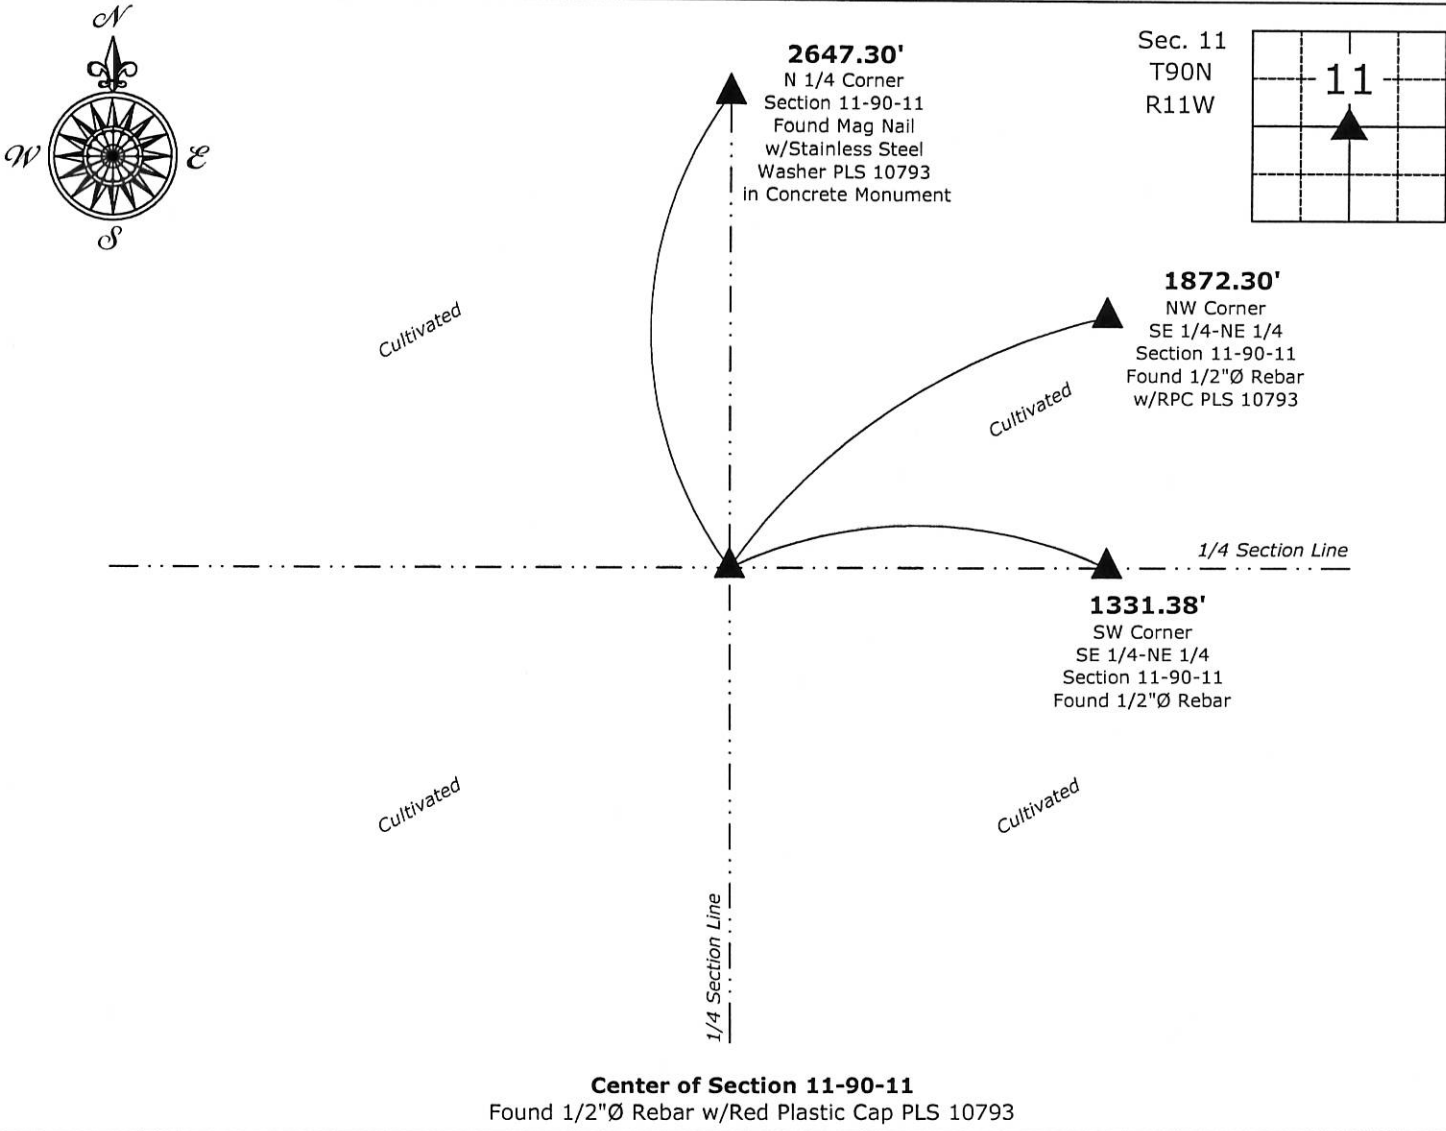 N
W
E
S
2647.30'
N 1/4 Corner
Section 11-90-11
Found Mag Nail
w/Stainless Steel
Washer PLS 10793
in Concrete Monument
Sec. 11
T90N
R11W
11
1872.30'
NW Corner
SE 1/4-NE 1/4
Section 11-90-11
Found 1/2"Ø Rebar
w/RPC PLS 10793
Cultivated
Cultivated
1/4 Section Line
1331.38'
SW Corner
SE 1/4-NE 1/4
Section 11-90-11
Found 1/2"Ø Rebar
Cultivated
Cultivated
1/4 Section Line
Center of Section 11-90-11
Found 1/2"Ø Rebar w/Red Plastic Cap PLS 10793